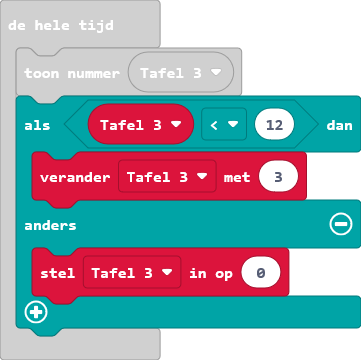 de hele tijd
toon nummer Tafel 3
als Tafel 3 < 12 dan
verander Tafel 3 met 3
anders
stel Tafel 3 in op 0